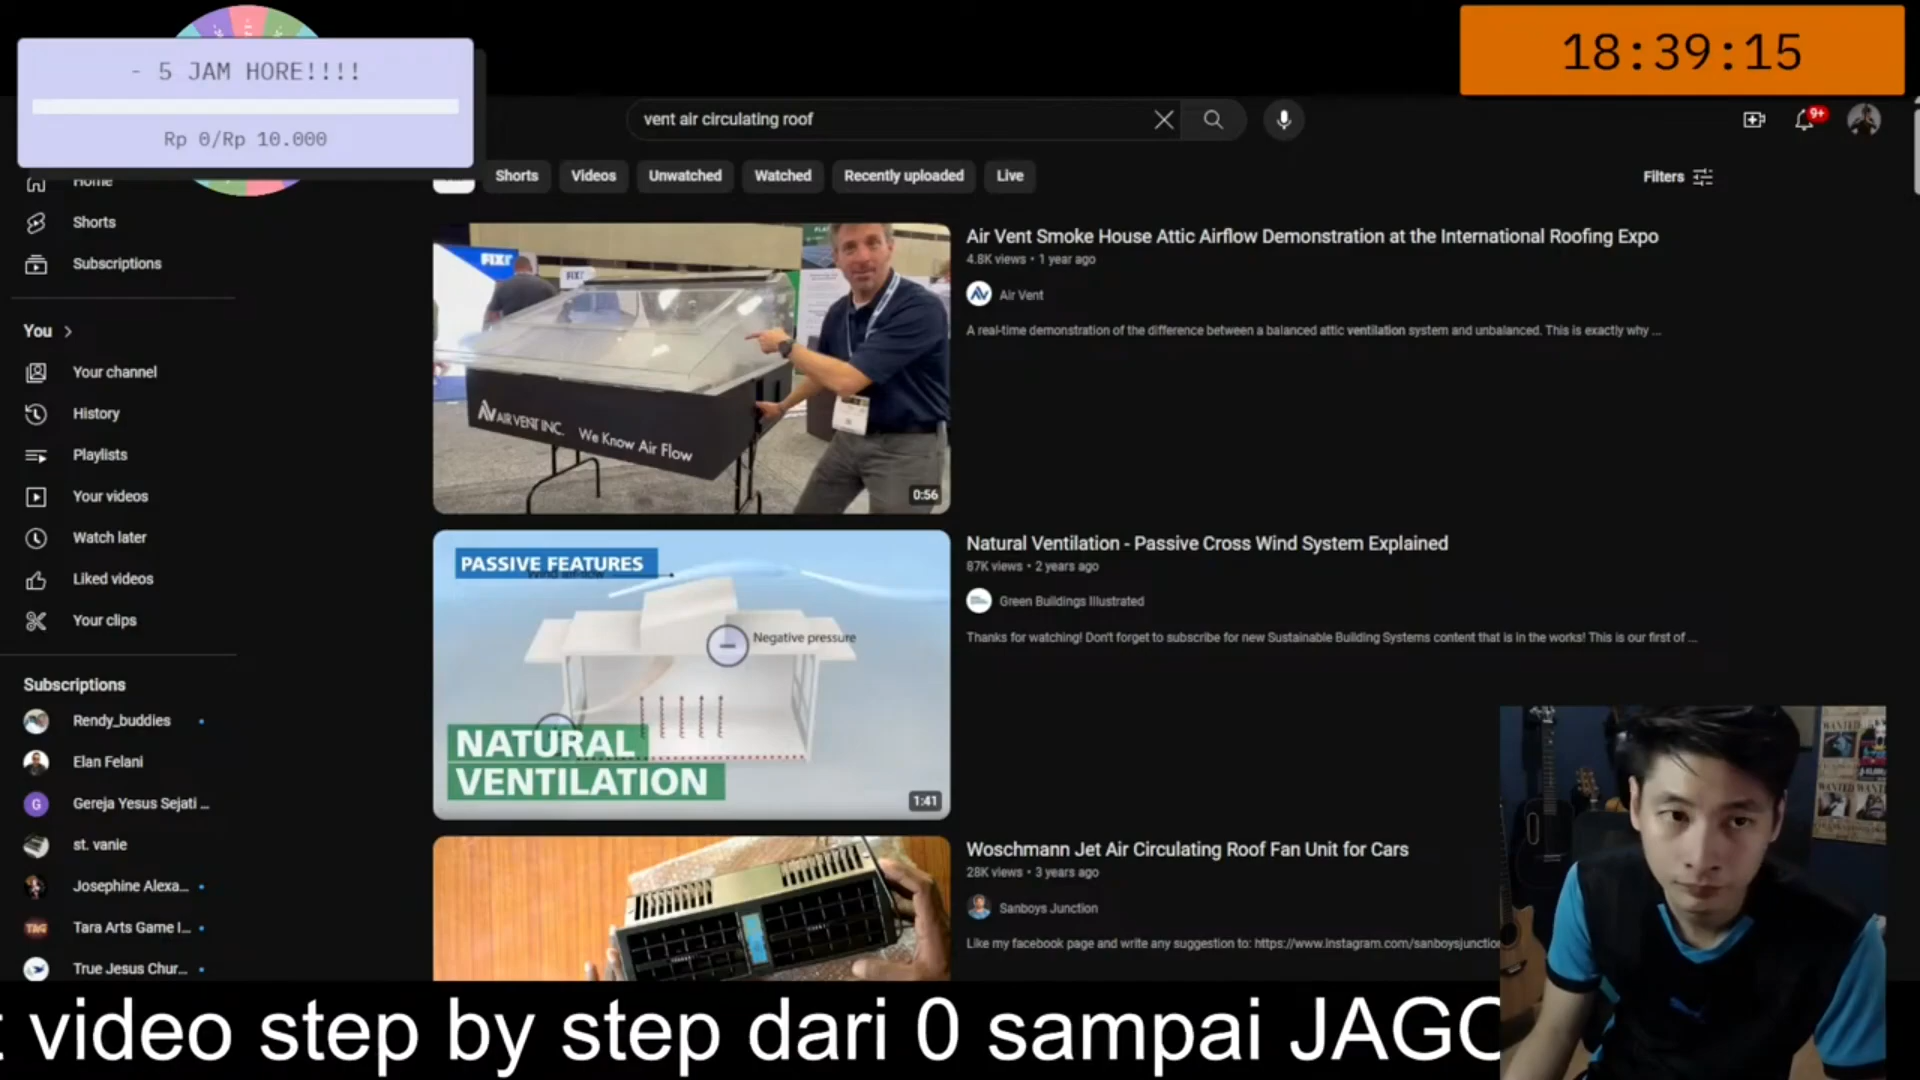 - 5 JAM HORE!!!!
Rp 0/Rp 10.000
18:39:15
vent air circulating roof
9+
Shorts
Videos
Unwatched
Watched
Recently uploaded
Live
Filters
Home
Shorts
Subscriptions
You
Your channel
History
Playlists
Your videos
Watch later
Liked videos
Your clips
Subscriptions
Rendy_buddies
Elan Felani
G
Gereja Yesus Sejati ...
st. vanie
Josephine Alexa...
TAG
Tara Arts Game I...
True Jesus Chur...
FIXT
FIXT
AIR VENT INC. We Know Air Flow
0:56
Air Vent Smoke House Attic Airflow Demonstration at the International Roofing Expo
4.8K views • 1 year ago
Air Vent
A real-time demonstration of the difference between a balanced attic ventilation system and unbalanced. This is exactly why ...
PASSIVE FEATURES
Negative pressure
NATURAL
VENTILATION
1:41
Natural Ventilation - Passive Cross Wind System Explained
87K views • 2 years ago
Green Buildings Illustrated
Thanks for watching! Don't forget to subscribe for new Sustainable Building Systems content that is in the works! This is our first of ...
Woschmann Jet Air Circulating Roof Fan Unit for Cars
28K views • 3 years ago
Sanboys Junction
Like my facebook page and write any suggestion to: https://www.instagram.com/sanboysjunctio
WANTED
video step by step dari 0 sampai JAGO